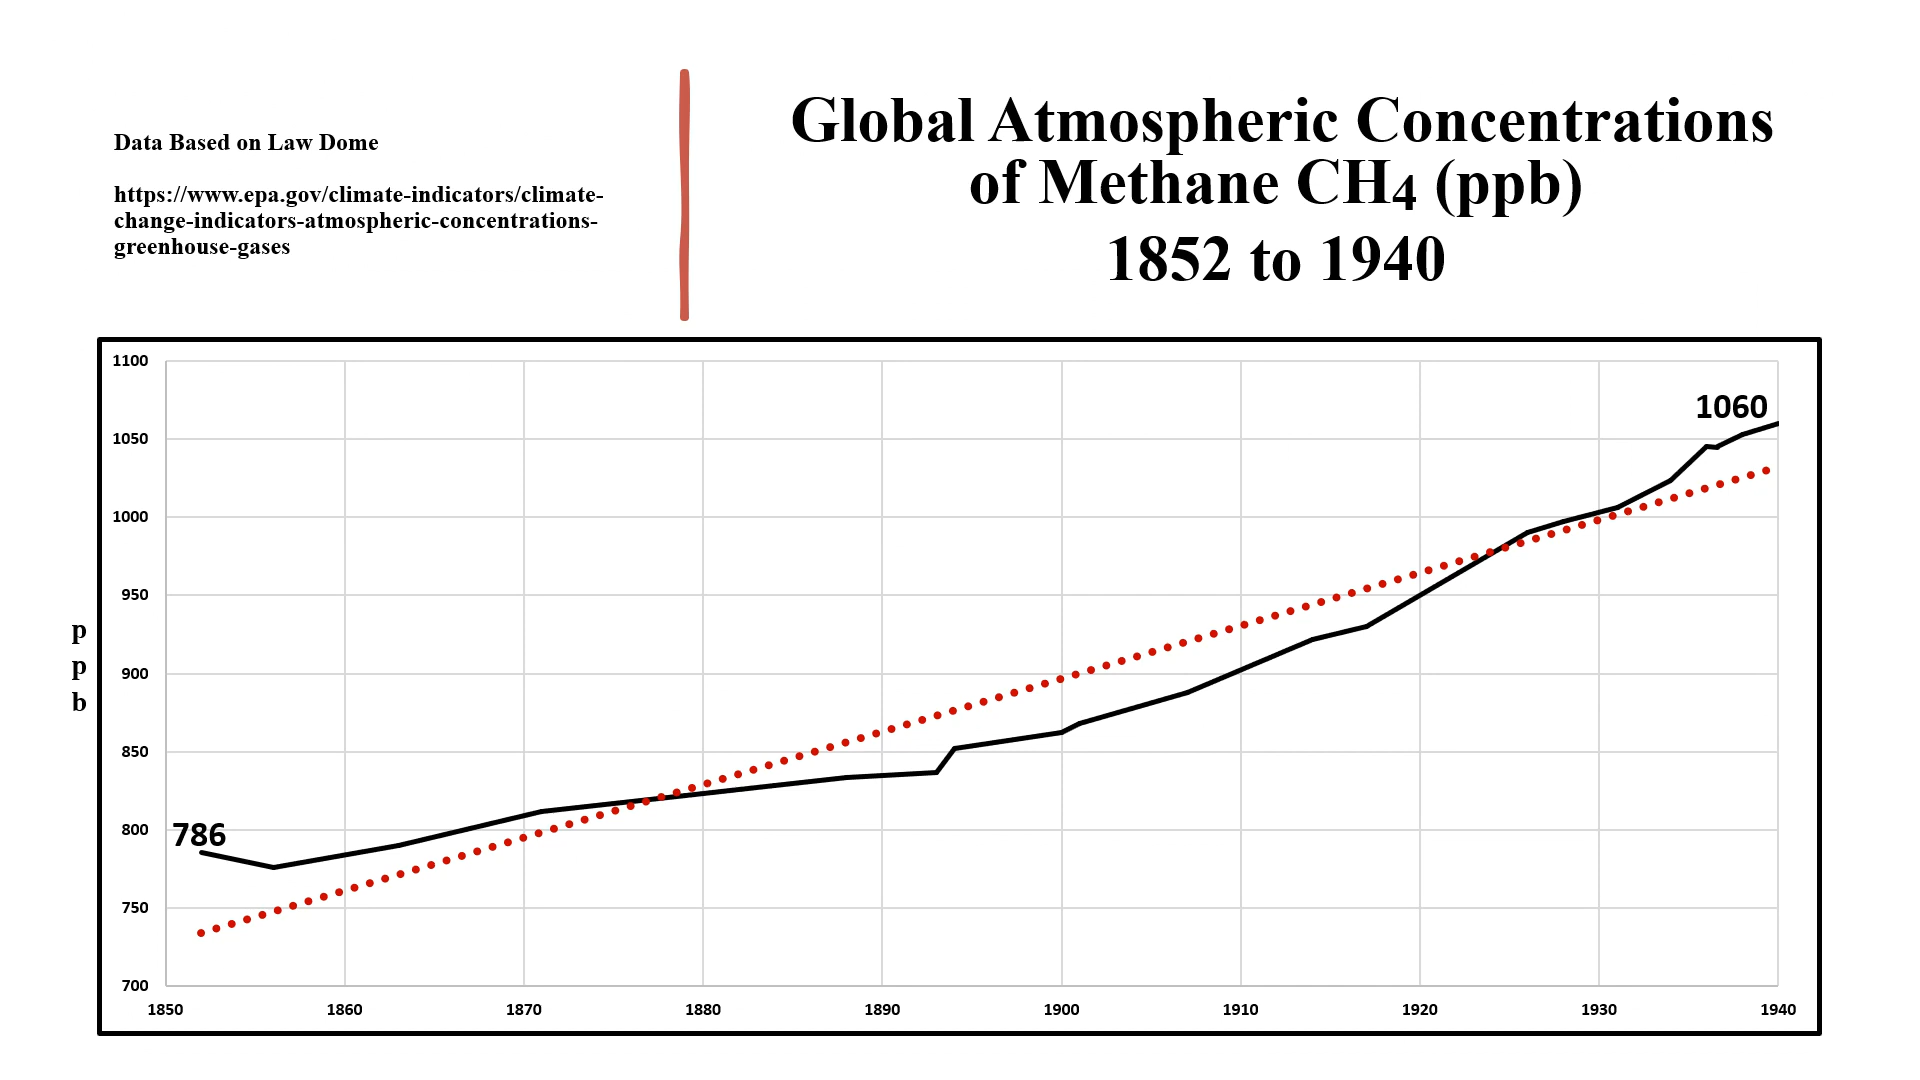 Data Based on Law Dome
https://www.epa.gov/climate-indicators/climate-
change-indicators-atmospheric-concentrations-
greenhouse-gases
Global Atmospheric Concentrations
of Methane CH4 (ppb)
1852 to 1940
1100
1050
1000
950
900
850
800
750
700
p
p
b
786
1060
1850 1860 1870 1880 1890 1900 1910 1920 1930 1940